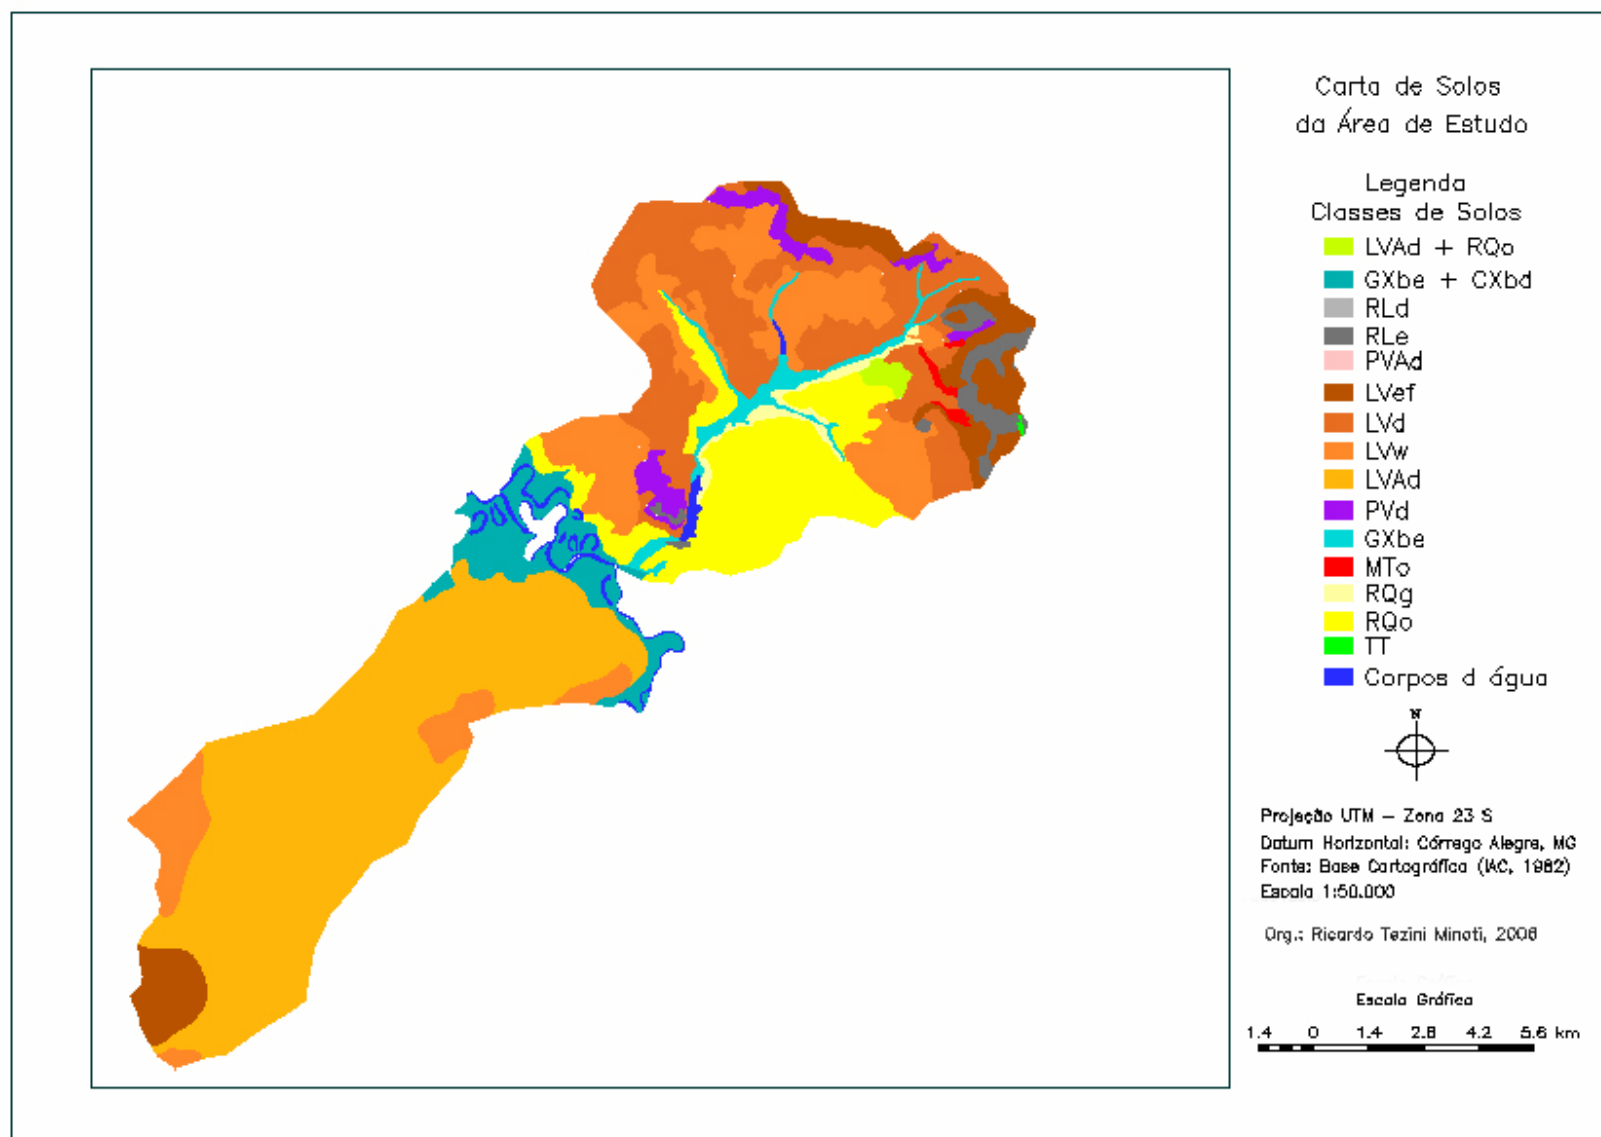 Carta de Solos
da Área de Estudo
Legenda
Classes de Solos
LVAd + RQo
GXbe + CXbd
RLd
RLe
PVAd
LVef
LVd
LVw
LVAd
PVd
GXbe
MTo
RQg
RQo
TT
Corpos d água
N
Projeção UTM – Zona 23 S
Datum Horizontal: Córrego Alegre, MG
Fonte: Base Cartográfica (IAC, 1982)
Escala 1:50.000
Org.: Ricardo Tezini Minoti, 2006
Escala Gráfica
1.4 0 1.4 2.8 4.2 5.6 km